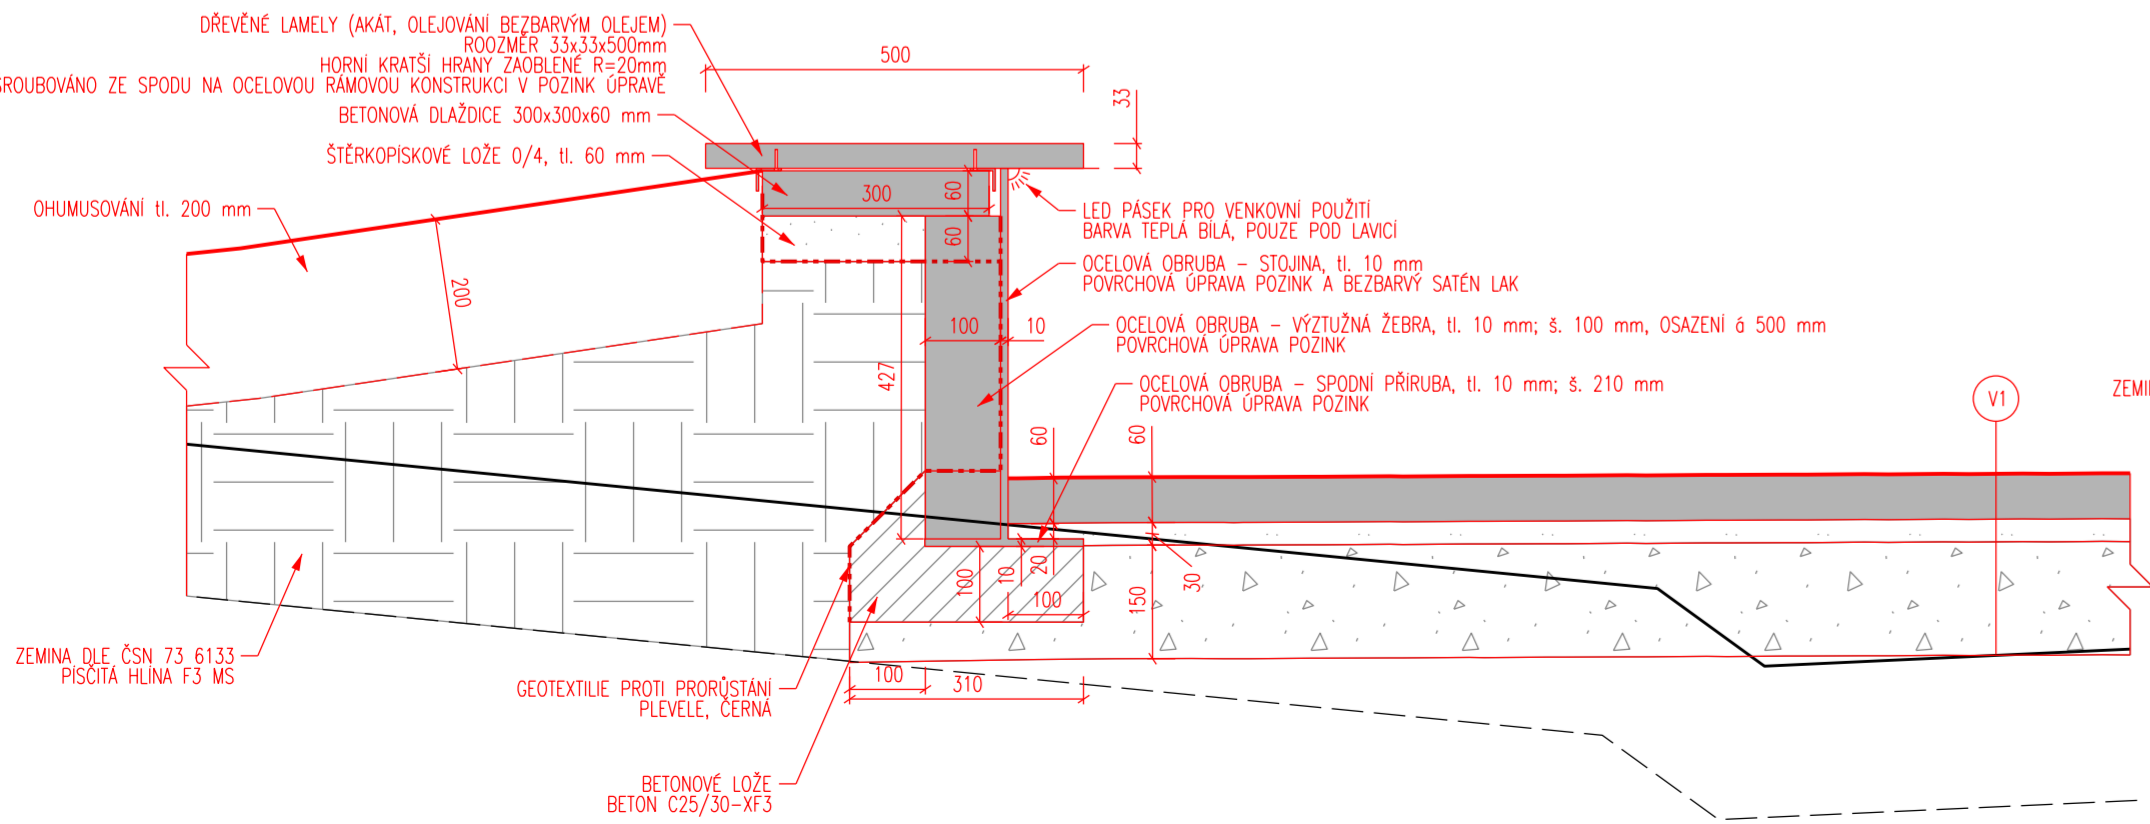 DŘEVĚNÉ LAMELY (AKÁT, OLEJOVÁNÍ BEZBARVÝM OLEJEM)
ROOZMĚR 33x33x500mm
HORNÍ KRATŠÍ HRANY ZAOBLENÉ R=20mm
ŠROUBOVÁNO ZE SPODU NA OCELOVOU RÁMOVOU KONSTRUKCI V POZINK ÚPRAVĚ
BETONOVÁ DLAŽDICE 300x300x60 mm
ŠTĚRKOPÍSKOVÉ LOŽE 0/4, tl. 60 mm
OHUMUSOVÁNÍ tl. 200 mm
500
33
300
60
60
200
427
100
10
LED PÁSEK PRO VENKOVNÍ POUŽITÍ
BARVA TEPLÁ BÍLÁ, POUZE POD LAVICÍ
OCELOVÁ OBRUBA – STOJINA, tl. 10 mm
POVRCHOVÁ ÚPRAVA POZINK A BEZBARVÝ SATÉN LAK
OCELOVÁ OBRUBA – VÝZTUŽNÁ ŽEBRA, tl. 10 mm; š. 100 mm, OSAZENÍ á 500 mm
POVRCHOVÁ ÚPRAVA POZINK
OCELOVÁ OBRUBA – SPODNÍ PŘÍRUBA, tl. 10 mm; š. 210 mm
POVRCHOVÁ ÚPRAVA POZINK
V1
60
60
100
10
20
100
150
30
100
310
ZEMINA DLE ČSN 73 6133
PÍSČITÁ HLÍNA F3 MS
GEOTEXTILIE PROTI PRORŮSTÁNÍ
PLEVELE, ČERNÁ
BETONOVÉ LOŽE
BETON C25/30-XF3